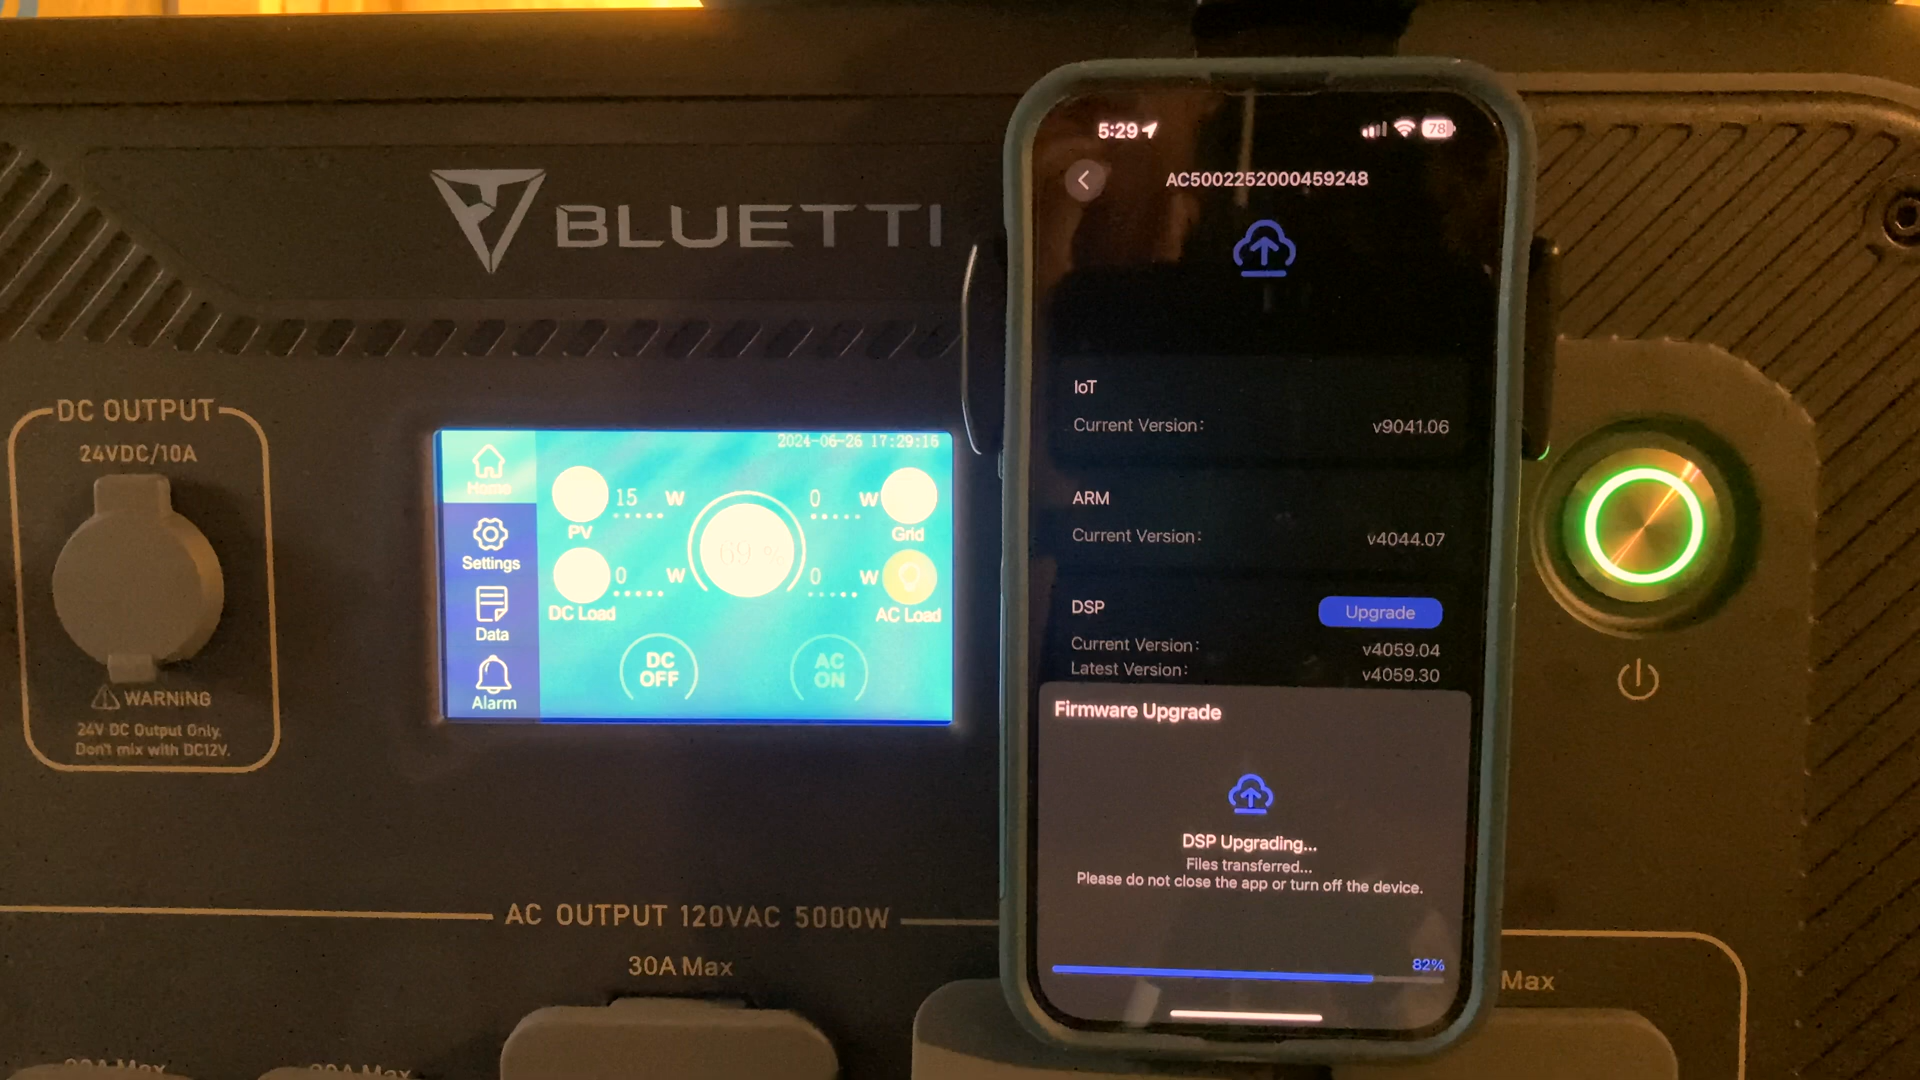 BLUETTI
DC OUTPUT
24VDC/10A
WARNING
24V DC Output Only.
Don't mix with DC12V.
2024-06-26 17:29:16
Home
Settings
Data
Alarm
15 W
PV
0 W
DC Load
69 %
0 W
Grid
0 W
AC Load
DC
OFF
AC
ON
AC OUTPUT 120VAC 5000W
30A Max
Max
5:29
78
AC5002252000459248
IoT
Current Version: v9041.06
ARM
Current Version: v4044.07
DSP
Upgrade
Current Version: v4059.04
Latest Version: v4059.30
Firmware Upgrade
DSP Upgrading...
Files transferred...
Please do not close the app or turn off the device.
82%